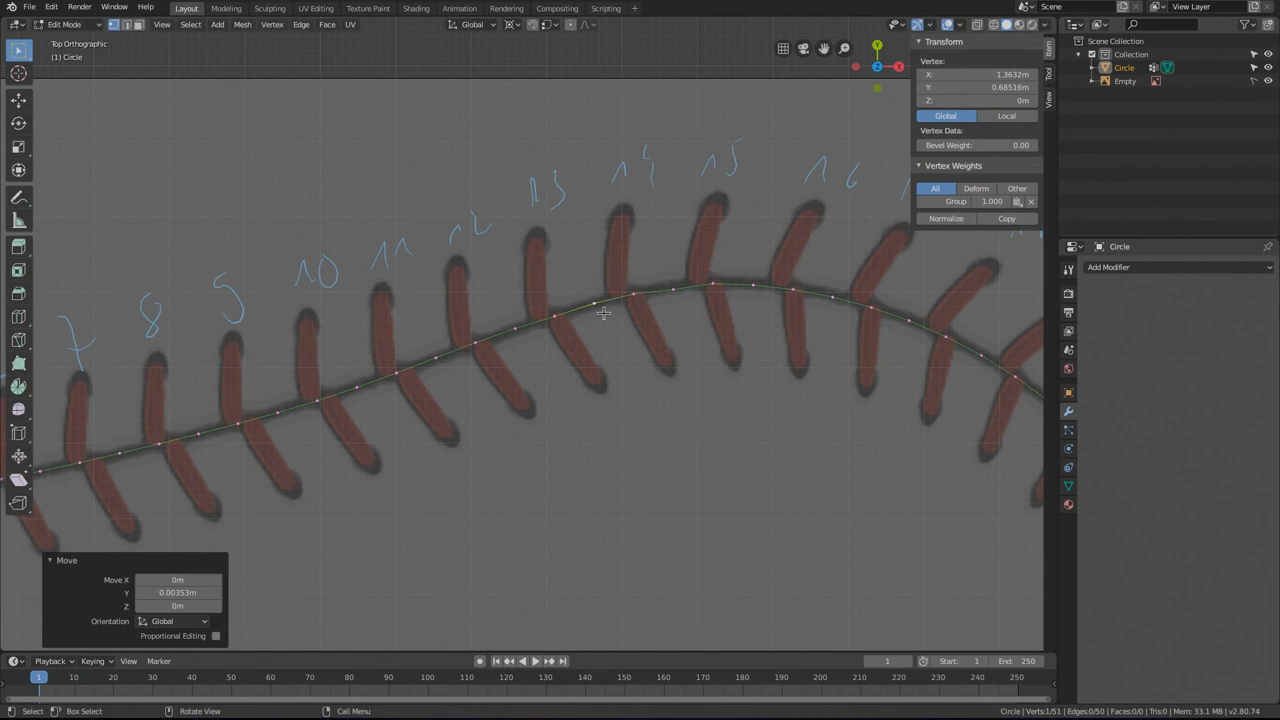 File Edit Render Window Help Layout Modeling Sculpting UV Editing Texture Paint Shading Animation Rendering Compositing Scripting + Scene View Layer
Edit Mode View Select Add Mesh Vertex Edge Face UV Global
Top Orthographic
(1) Circle
Y
X
Z
Transform
Vertex:
X: 1.3632m
Y: 0.68516m
Z: 0m
Global Local
Vertex Data:
Bevel Weight: 0.00
Vertex Weights
All Deform Other
Group 1.000
Normalize Copy
Item
Tool
View
Scene Collection
Collection
Circle
Empty
Circle
Add Modifier
7 8 9 10 11 12 13 14 15 16
Move
Move X 0m
Y 0.00353m
Z 0m
Orientation Global
Proportional Editing
Playback Keying View Marker 1 Start: 1 End: 250
1 10 20 30 40 50 60 70 80 90 100 110 120 130 140 150 160 170 180 190 200 210 220 230 240 250
Select Box Select Rotate View Call Menu Circle | Verts:1/51 | Edges:0/50 | Faces:0/0 | Tris:0 | Mem: 33.1 MB | v2.80.74